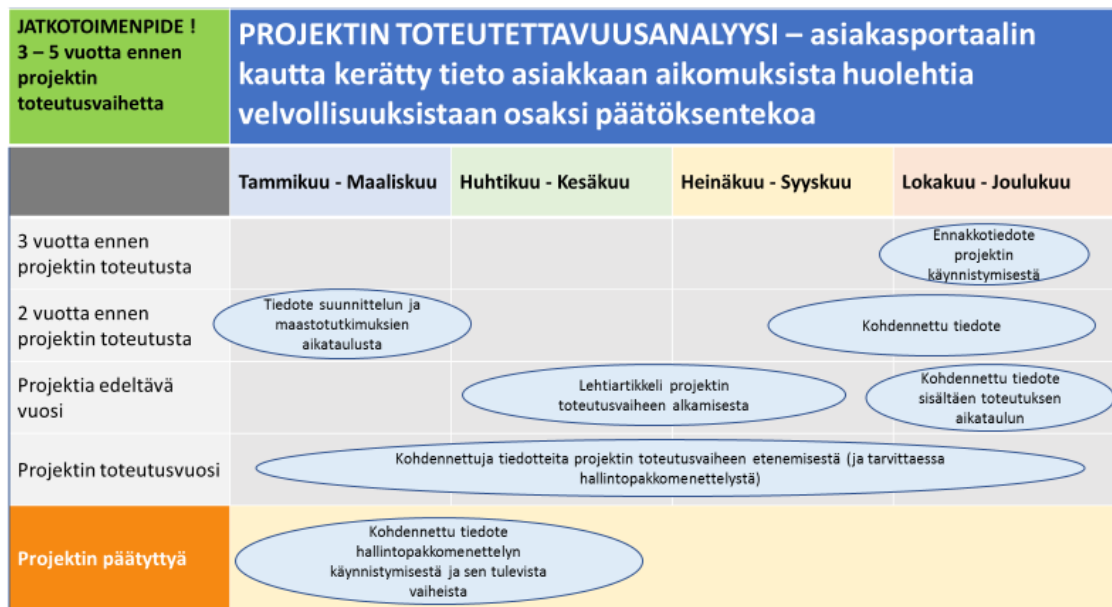 JATKOTOIMENPIDE !
3 – 5 vuotta ennen
projektin
toteutusvaihetta
PROJEKTIN TOTEUTETTAVUUSANALYYSI – asiakasportaalin
kautta kerätty tieto asiakkaan aikomuksista huolehtia
velvollisuuksistaan osaksi päätöksentekoa
Tammikuu - Maaliskuu
Huhtikuu - Kesäkuu
Heinäkuu - Syyskuu
Lokakuu - Joulukuu
3 vuotta ennen
projektin toteutusta
Ennakkotiedote
projektin
käynnistymisestä
2 vuotta ennen
projektin toteutusta
Tiedote suunnittelun ja
maastotutkimuksien
aikataulusta
Kohdennettu tiedote
Projektia edeltävä
vuosi
Lehtiartikkeli projektin
toteutusvaiheen alkamisesta
Kohdennettu tiedote
sisältäen toteutuksen
aikataulun
Projektin toteutusvuosi
Kohdennettuja tiedotteita projektin toteutusvaiheen etenemisestä (ja tarvittaessa
hallintopakkomenettelystä)
Projektin päätyttyä
Kohdennettu tiedote
hallintopakkomenettelyn
käynnistymisestä ja sen tulevista
vaiheista